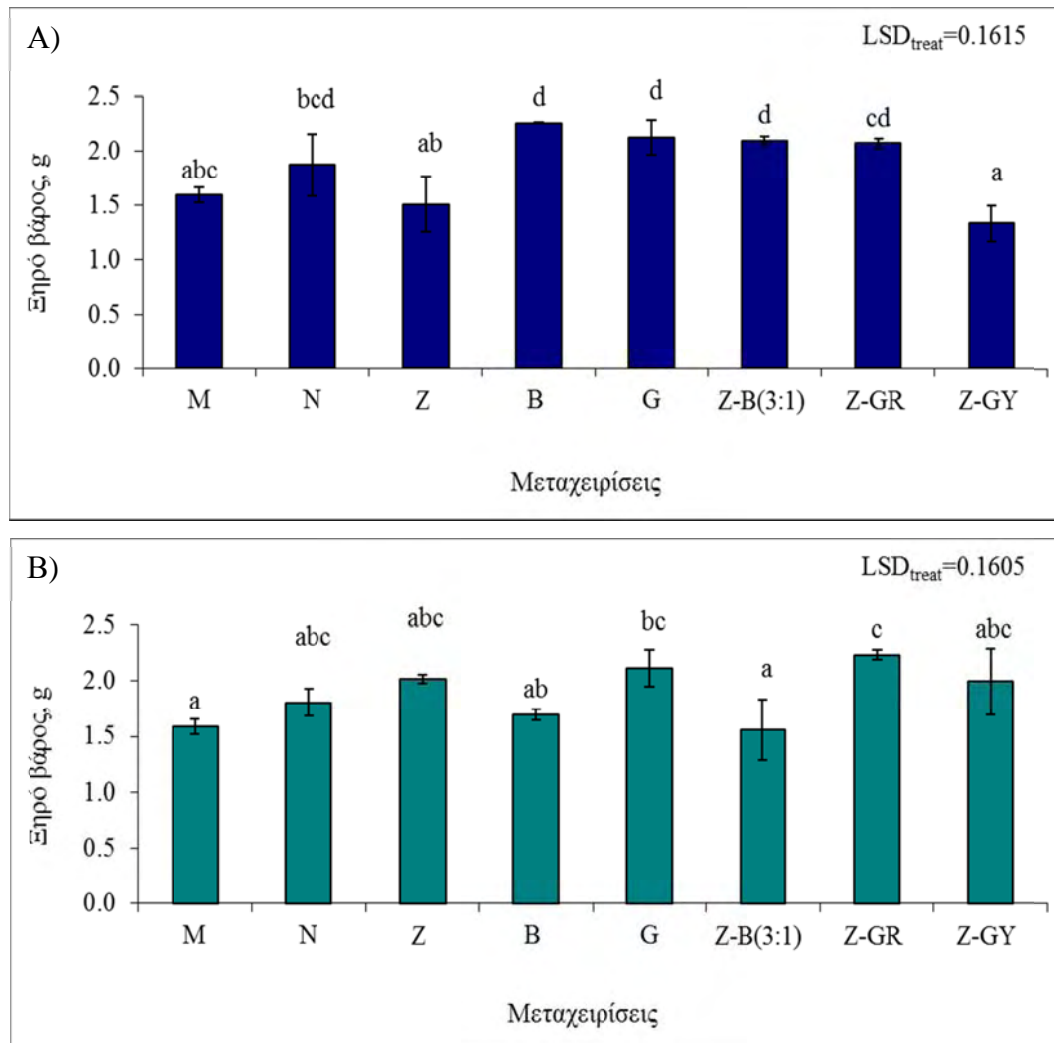 A)
LSDtreat=0.1615
Ξηρό βάρος, g
2.5
2.0
1.5
1.0
0.5
0.0
abc
bcd
ab
d
d
d
cd
a
M N Z B G Z-B(3:1) Z-GR Z-GY
Μεταχειρίσεις
B)
LSDtreat=0.1605
Ξηρό βάρος, g
2.5
2.0
1.5
1.0
0.5
0.0
a
abc
abc
ab
bc
a
c
abc
M N Z B G Z-B(3:1) Z-GR Z-GY
Μεταχειρίσεις